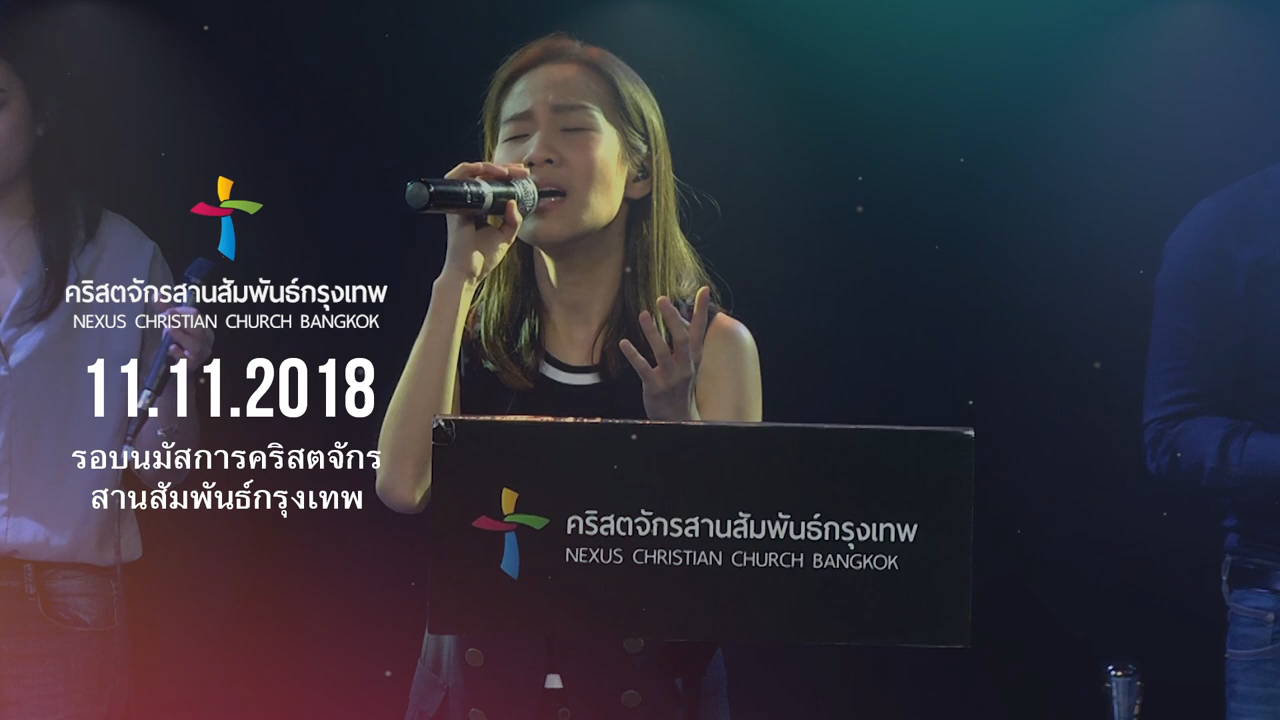 คริสตจักรสานสัมพันธ์กรุงเทพ
NEXUS CHRISTIAN CHURCH BANGKOK
11.11.2018
รอบนมัสการคริสตจักร
สานสัมพันธ์กรุงเทพ
คริสตจักรสานสัมพันธ์กรุงเทพ
NEXUS CHRISTIAN CHURCH BANGKOK